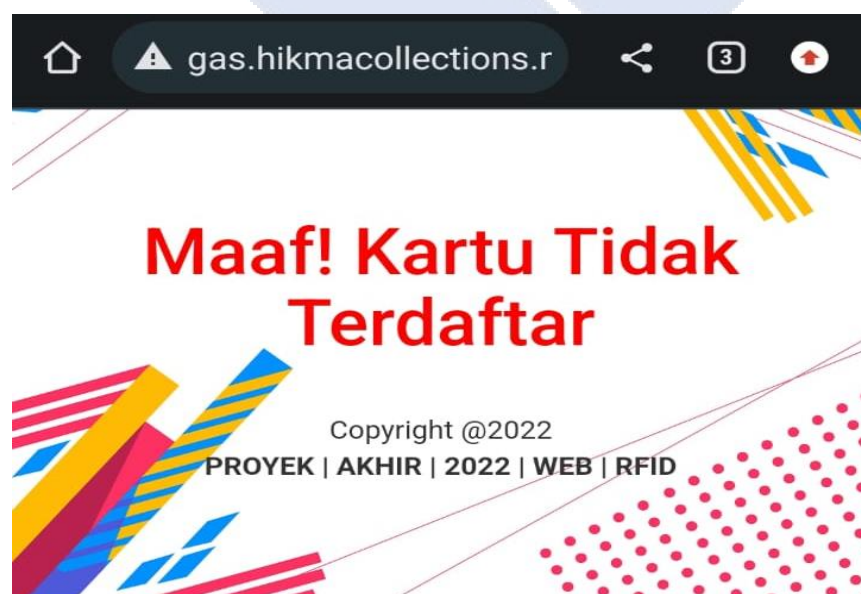 gas.hikmacollections.r
3
Maaf! Kartu Tidak
Terdaftar
Copyright @2022
PROYEK | AKHIR | 2022 | WEB | RFID